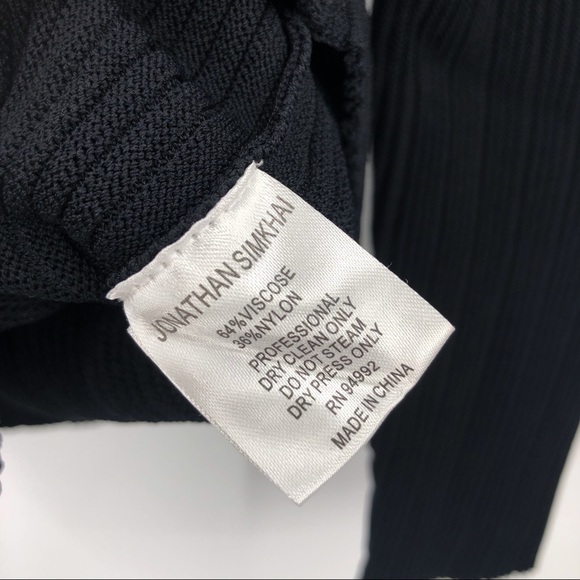 JONATHAN SIMKHAI
64% VISCOSE
36% NYLON
PROFESSIONAL
DRY CLEAN ONLY
DO NOT STEAM
DRY PRESS ONLY
RN 94992
MADE IN CHINA